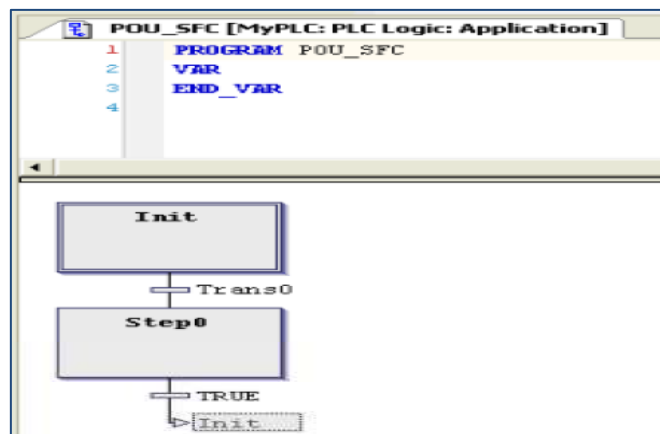 POU_SFC [MyPLC: PLC Logic: Application]
1 PROGRAM POU_SFC
2 VAR
3 END_VAR
4
Init
Trans0
Step0
TRUE
Init